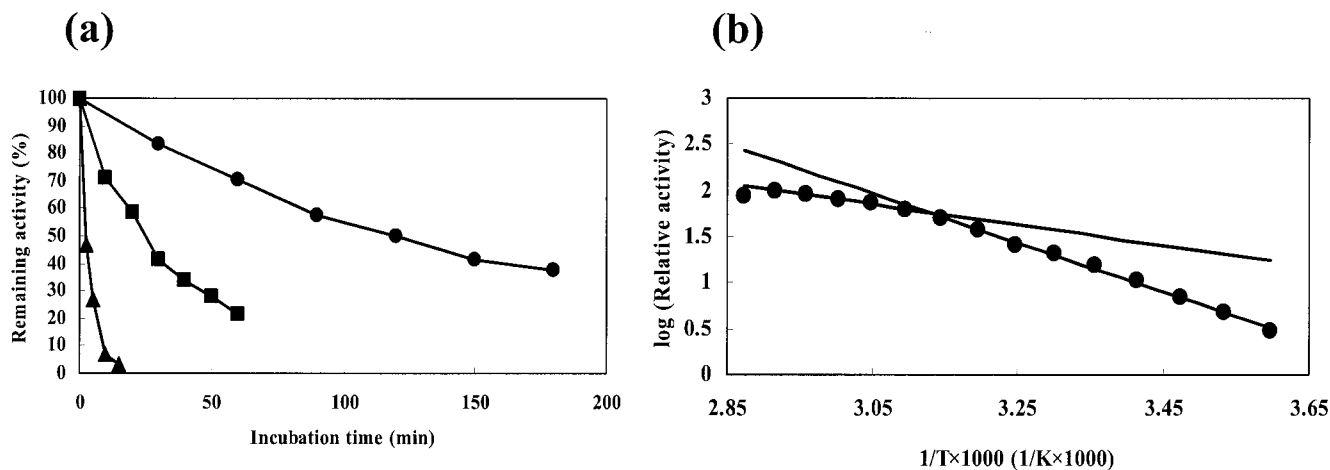 (a)
Remaining activity (%)
100
90
80
70
60
50
40
30
20
10
0
0 50 100 150 200
Incubation time (min)
(b)
log (Relative activity)
3
2.5
2
1.5
1
0.5
0
2.85 3.05 3.25 3.45 3.65
1/T×1000 (1/K×1000)